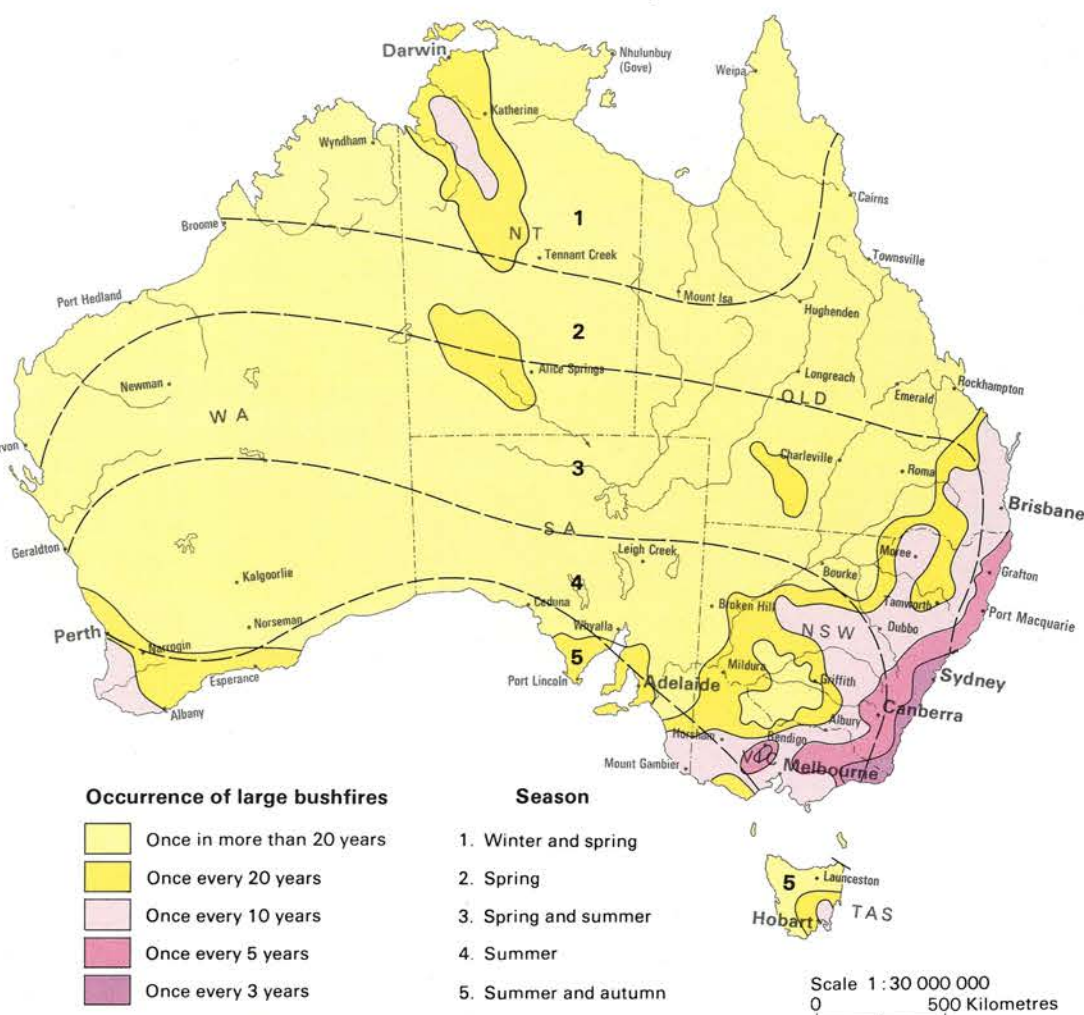 Darwin
Nhulunbuy
(Gove)
Weipa
Katherine
Wyndham
Cairns
1
Broome
N T
Tennant Creek
Townsville
Mount Isa
Port Hedland
Hughenden
2
Alice Springs
Longreach
Newman
Rockhampton
Emerald
QLD
W A
rvon
3
Charleville
Roma
Brisbane
S A
Geraldton
Leigh Creek
Moree
Bourke
Grafton
Kalgoorlie
4
Ceduna
Broken Hill
Tamworth
Port Macquarie
Norseman
Whyalla
NSW
Dubbo
Perth
Narrogin
5
Mildura
Griffith
Sydney
Esperance
Port Lincoln
Adelaide
Canberra
Albany
Albury
Horsham
Bendigo
Mount Gambier
VIC Melbourne
Occurrence of large bushfires
Once in more than 20 years
Once every 20 years
Once every 10 years
Once every 5 years
Once every 3 years
Season
1. Winter and spring
2. Spring
3. Spring and summer
4. Summer
5. Summer and autumn
5
Launceston
Hobart
TAS
Scale 1:30 000 000
0 500 Kilometres